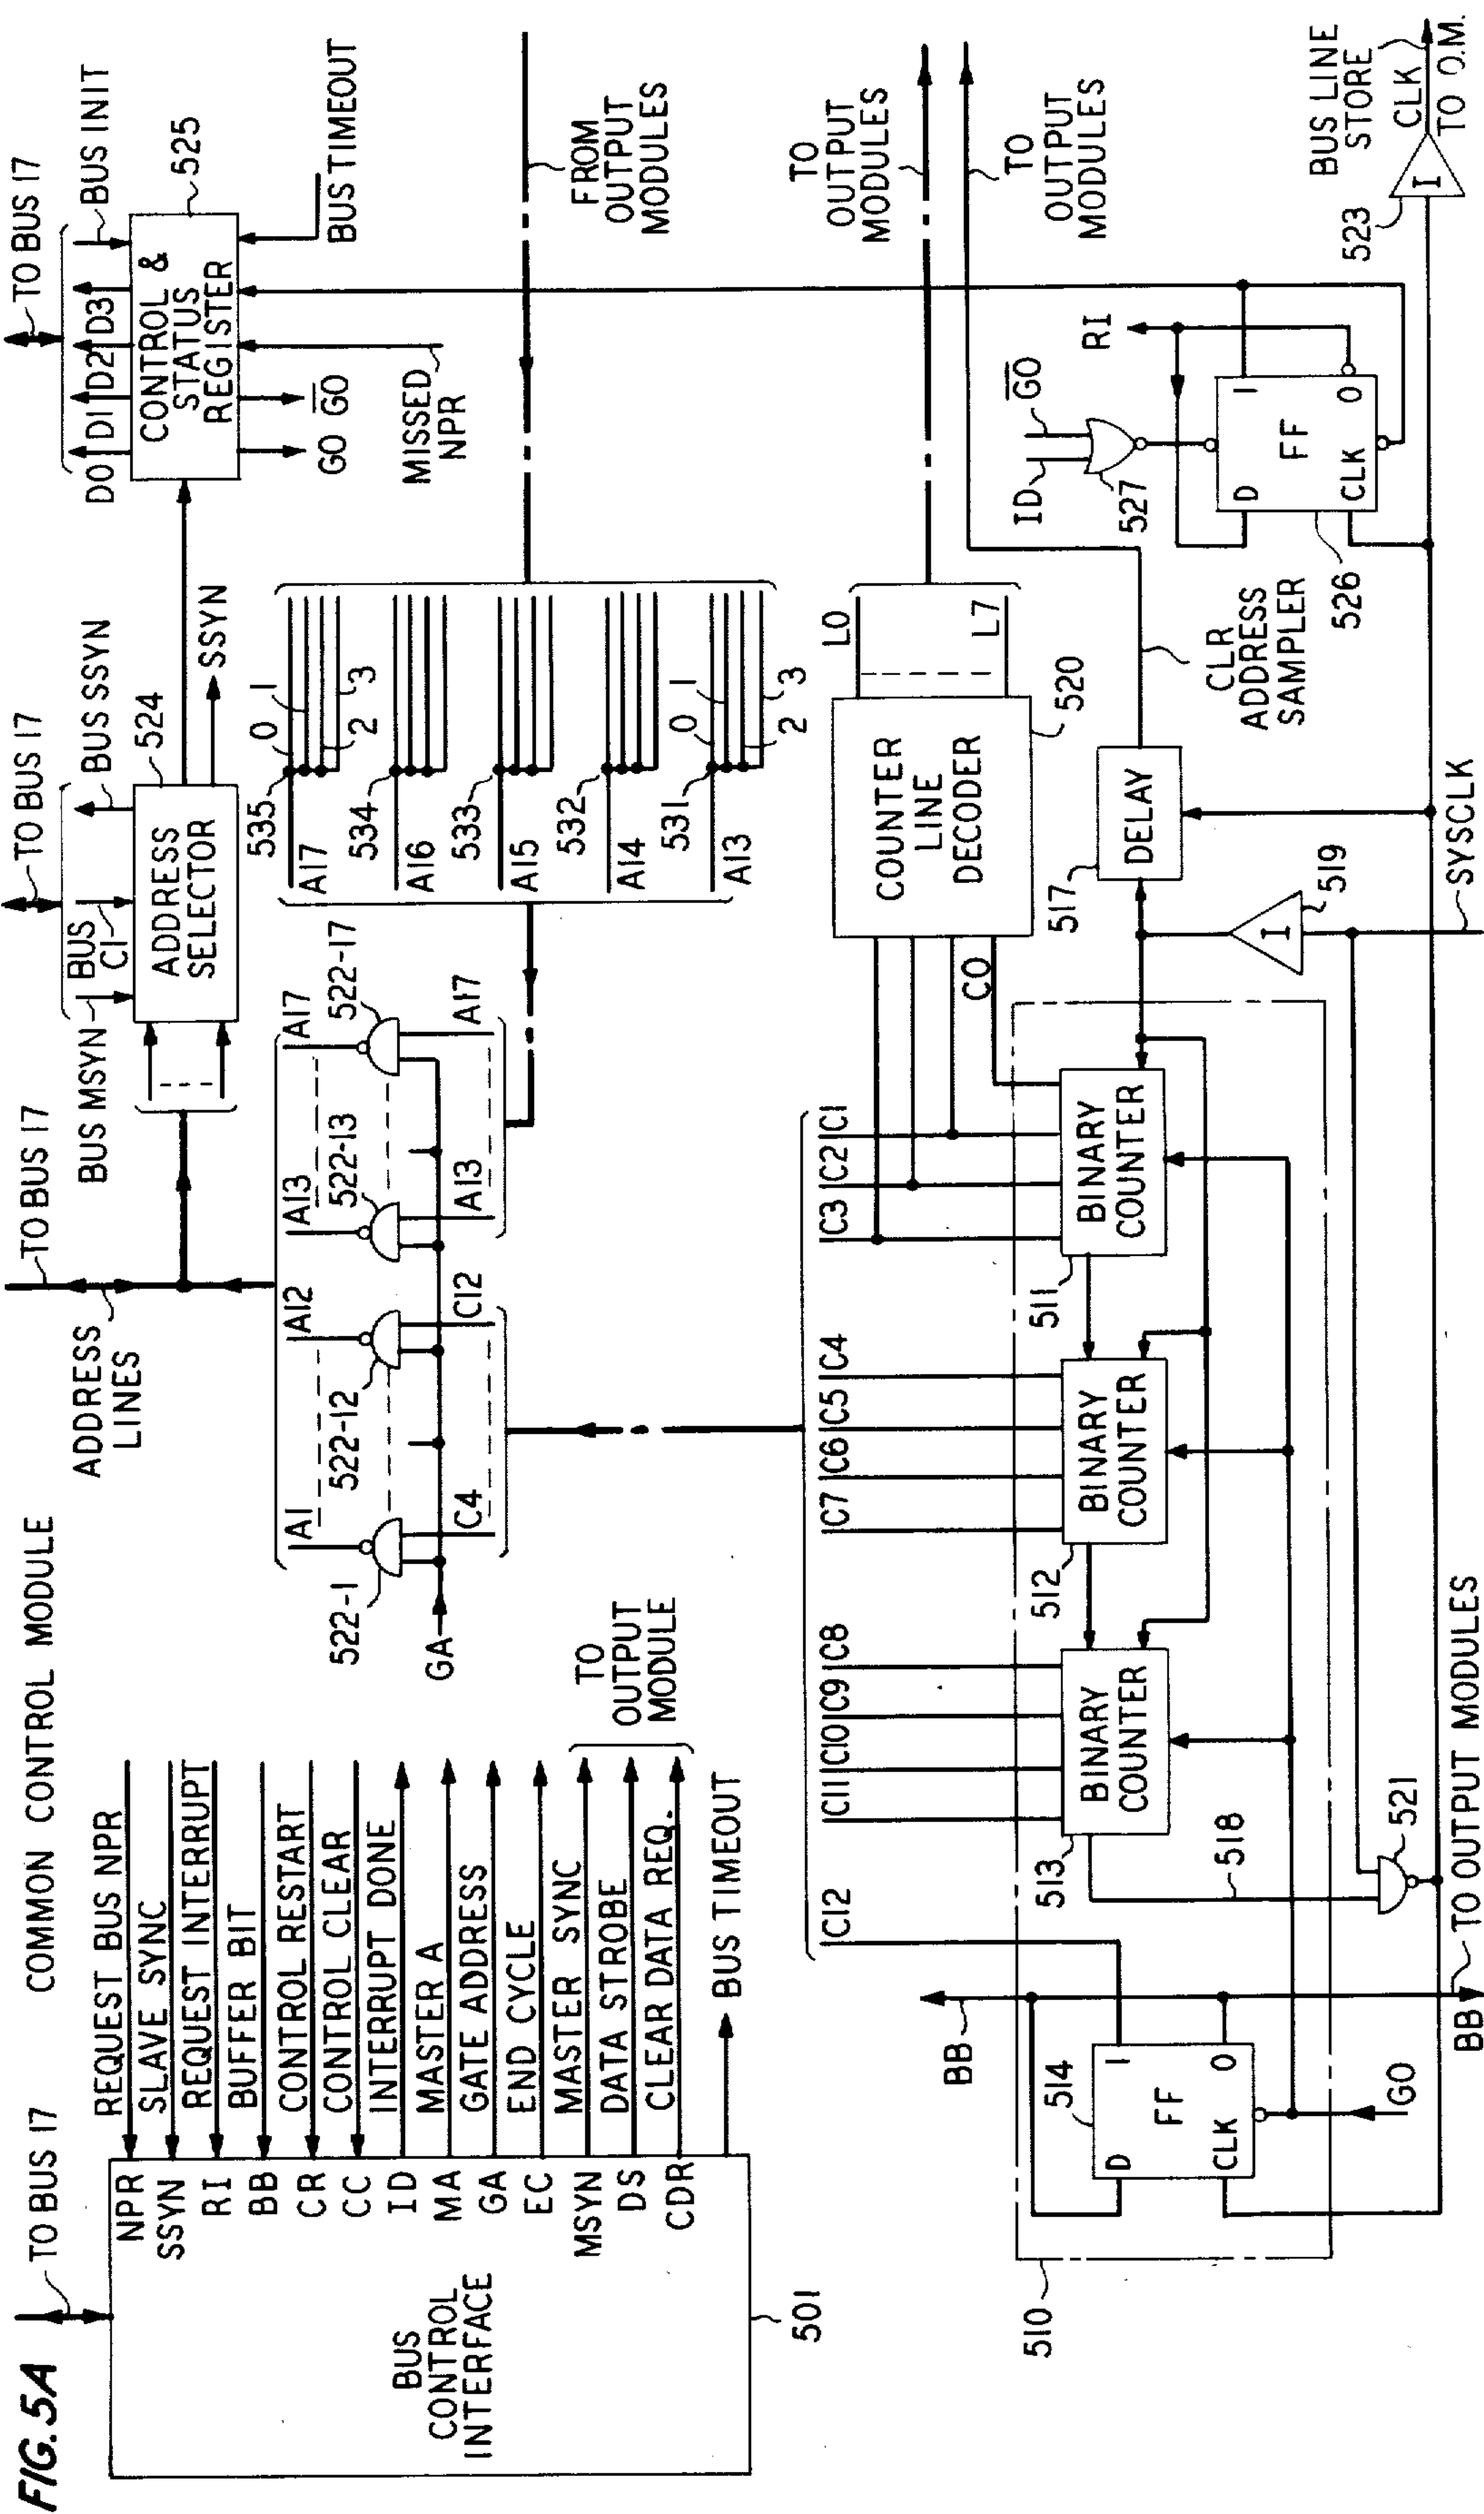 FIG. 5A
COMMON CONTROL MODULE
TO BUS 17
BUS
CONTROL
INTERFACE
501
NPR
SSYN
RI
BB
CR
CC
ID
MA
GA
EC
MSYN
DS
CDR
REQUEST BUS NPR
SLAVE SYNC
REQUEST INTERRUPT
BUFFER BIT
CONTROL RESTART
CONTROL CLEAR
INTERRUPT DONE
MASTER A
GATE ADDRESS
END CYCLE
MASTER SYNC
DATA STROBE
CLEAR DATA REQ.
BUS TIMEOUT
TO
OUTPUT
MODULE
ADDRESS
LINES
TO BUS 17
A1
A12
A13
A17
522-1
522-12
522-13
522-17
GA
C4
C12
A13
A17
TO BUS 17
BUS MSYN
BUS
C1
BUS SSYN
ADDRESS
SELECTOR
524
SSYN
TO BUS 17
D0
D1
D2
D3
BUS INIT
CONTROL &
STATUS
REGISTER
525
GO
GO
MISSED
NPR
BUS TIMEOUT
535
A17
0
1
2
3
534
A16
533
A15
532
A14
531
A13
0
1
2
3
FROM
OUTPUT
MODULES
C12
C11
C10
C9
C8
C7
C6
C5
C4
C3
C2
C1
C0
COUNTER
LINE
DECODER
520
L0
L7
TO
OUTPUT
MODULES
TO
OUTPUT
MODULES
510
BB
514
D
1
FF
CLK
0
GO
BB
TO OUTPUT MODULES
513
BINARY
COUNTER
518
521
512
BINARY
COUNTER
511
BINARY
COUNTER
517
DELAY
I
519
SYSCLK
CLR
ADDRESS
SAMPLER
ID
GO
527
RI
D
1
FF
CLK
0
526
523
I
BUS LINE
STORE
CLK
TO O.M.